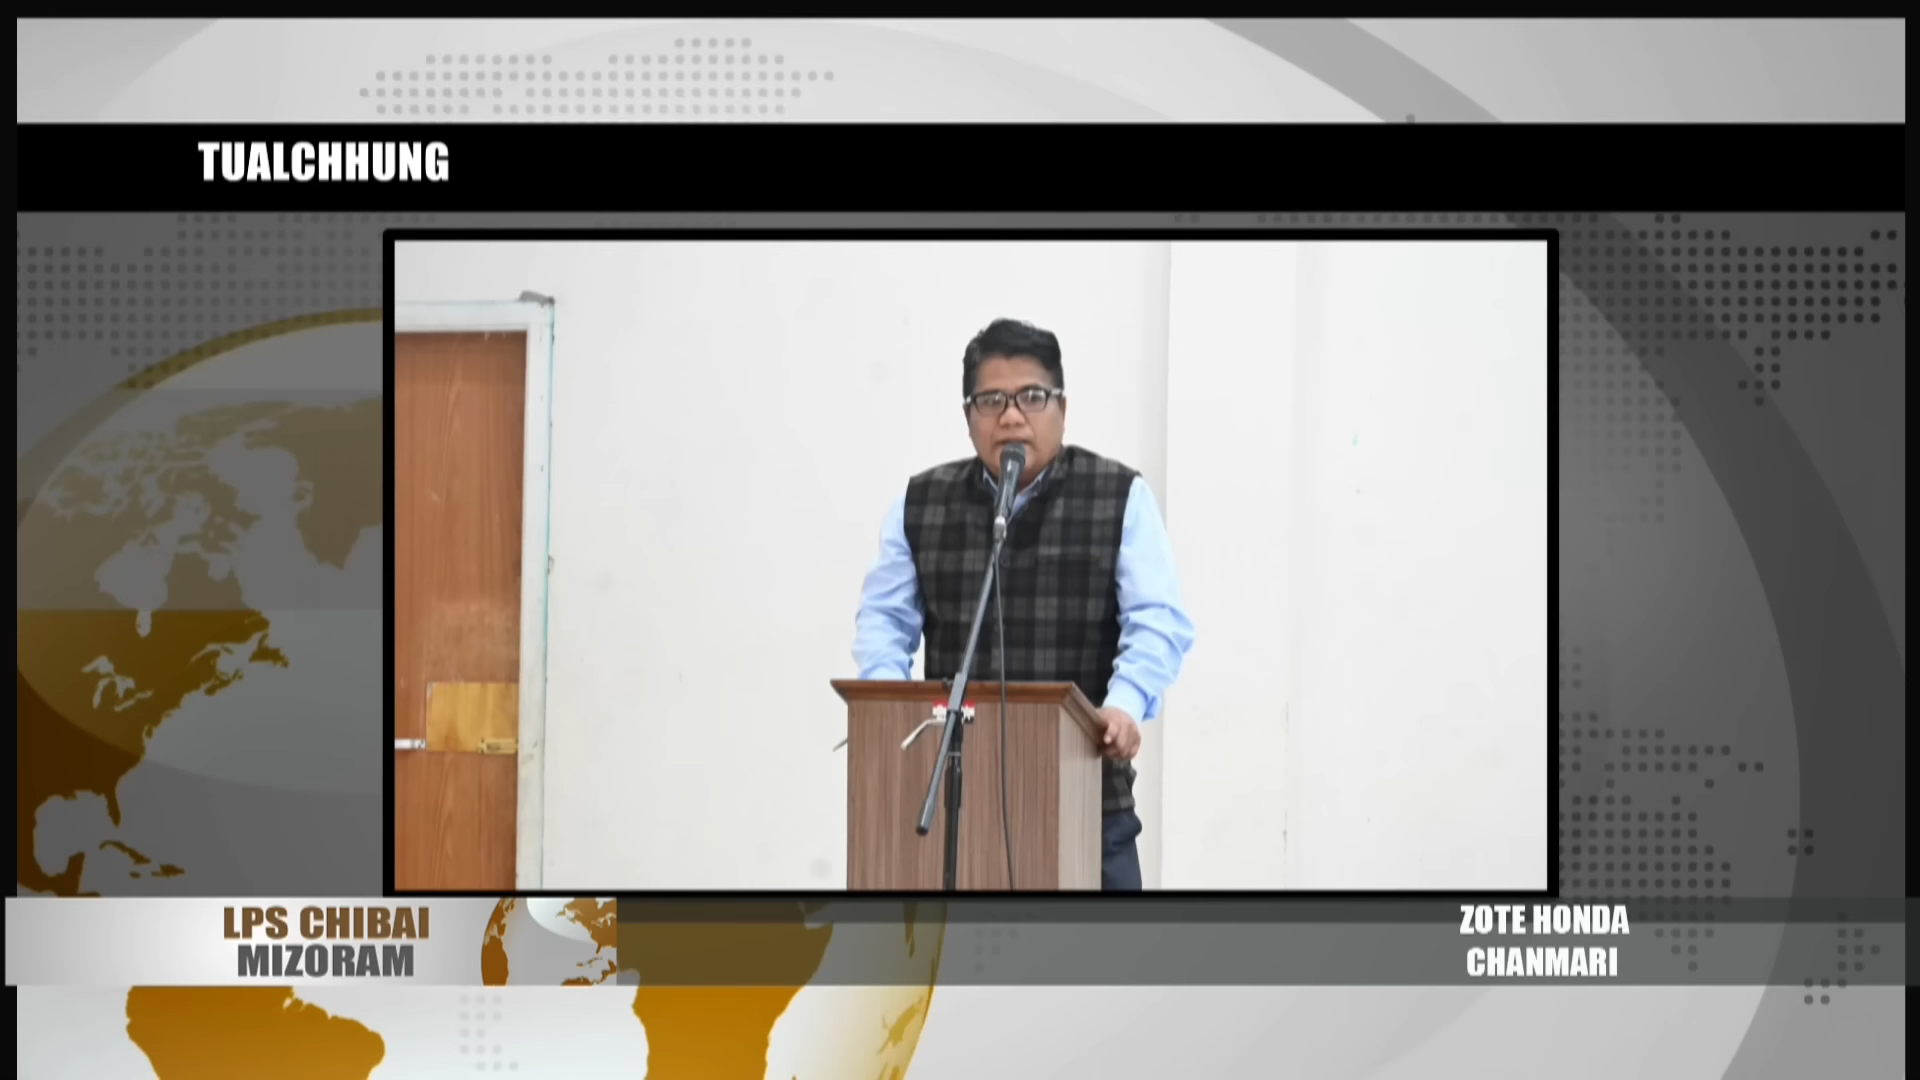 TUALCHHUNG
LPS CHIBAI
MIZORAM
ZOTE HONDA
CHANMARI